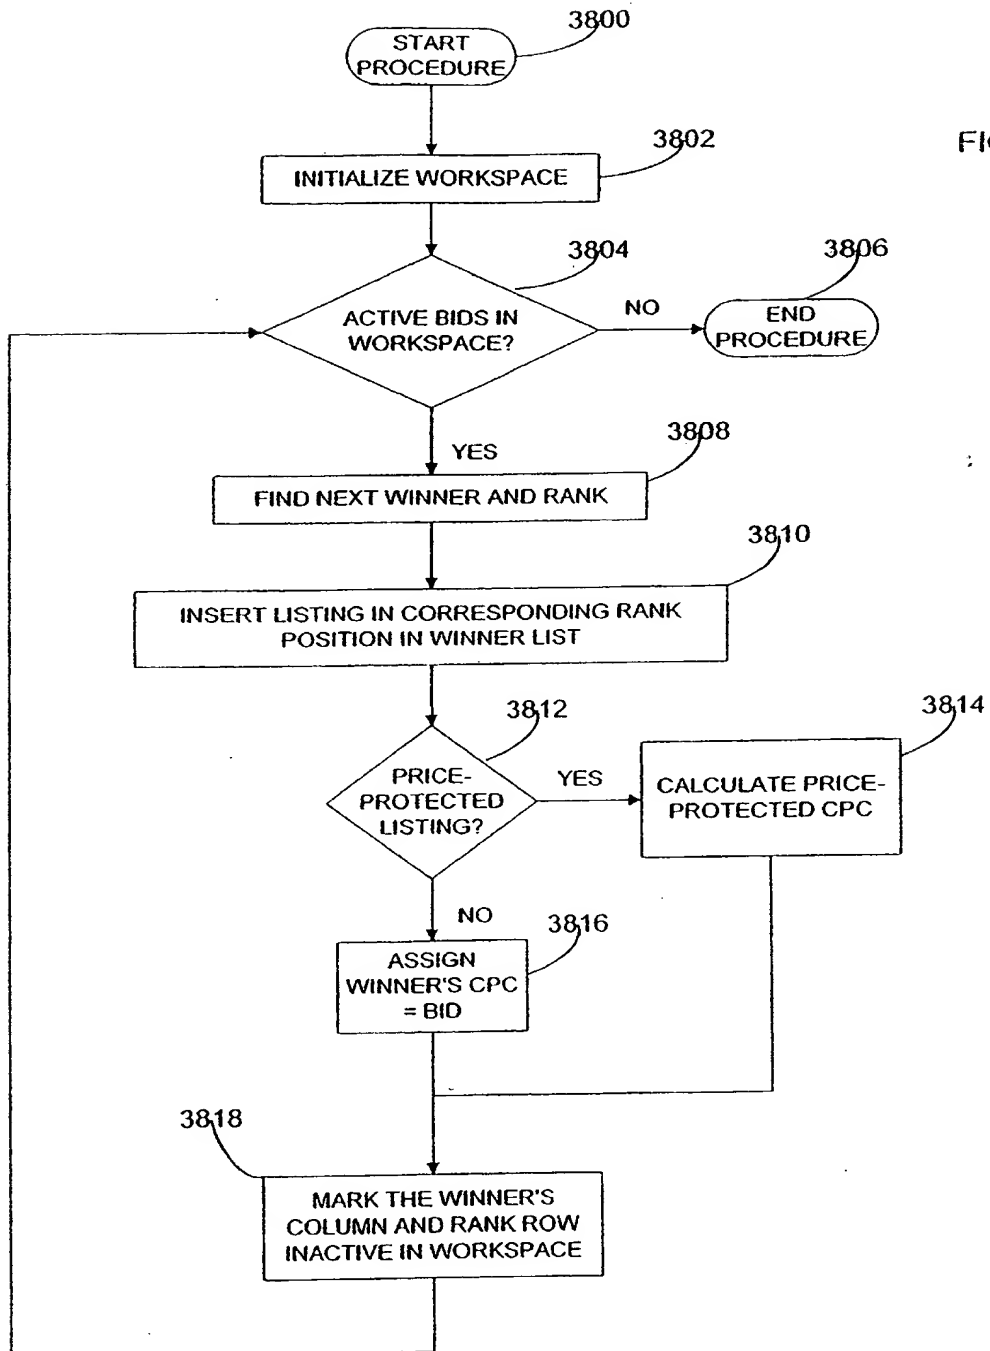 3800
START
PROCEDURE
3802
INITIALIZE WORKSPACE
3804
ACTIVE BIDS IN
WORKSPACE?
NO
3806
END
PROCEDURE
YES
3808
FIND NEXT WINNER AND RANK
3810
INSERT LISTING IN CORRESPONDING RANK
POSITION IN WINNER LIST
3812
PRICE-
PROTECTED
LISTING?
YES
3814
CALCULATE PRICE-
PROTECTED CPC
NO
3816
ASSIGN
WINNER'S CPC
= BID
3818
MARK THE WINNER'S
COLUMN AND RANK ROW
INACTIVE IN WORKSPACE